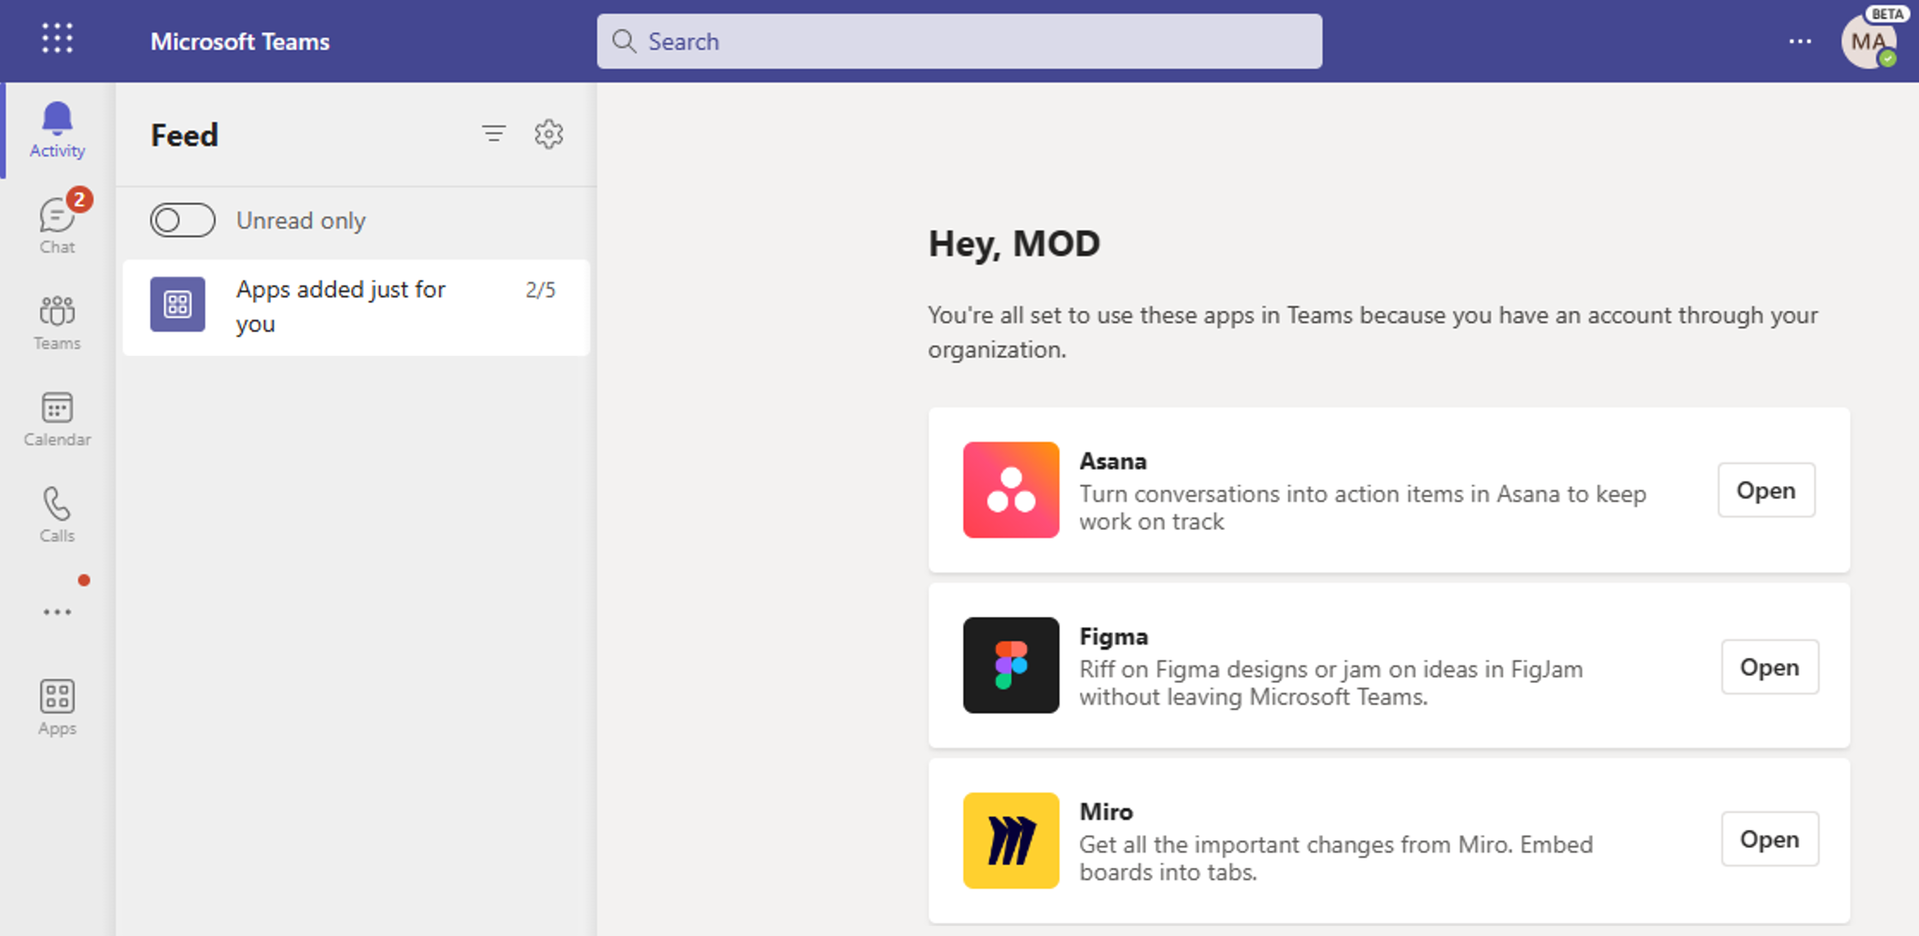 Microsoft Teams
Search
BETA
MA
Activity
2
Chat
Teams
Calendar
Calls
Apps
Feed
Unread only
Apps added just for
you
2/5
Hey, MOD
You're all set to use these apps in Teams because you have an account through your
organization.
Asana
Turn conversations into action items in Asana to keep
work on track
Open
Figma
Riff on Figma designs or jam on ideas in FigJam
without leaving Microsoft Teams.
Open
Miro
Get all the important changes from Miro. Embed
boards into tabs.
Open